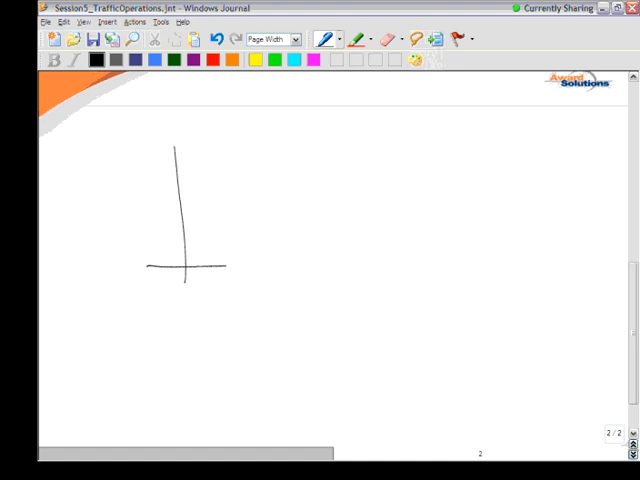 Session5_TrafficOperations.jnt - Windows Journal
Currently Sharing
File Edit View Insert Actions Tools Help
Page Width
B I
Award
Solutions
2 / 2
2